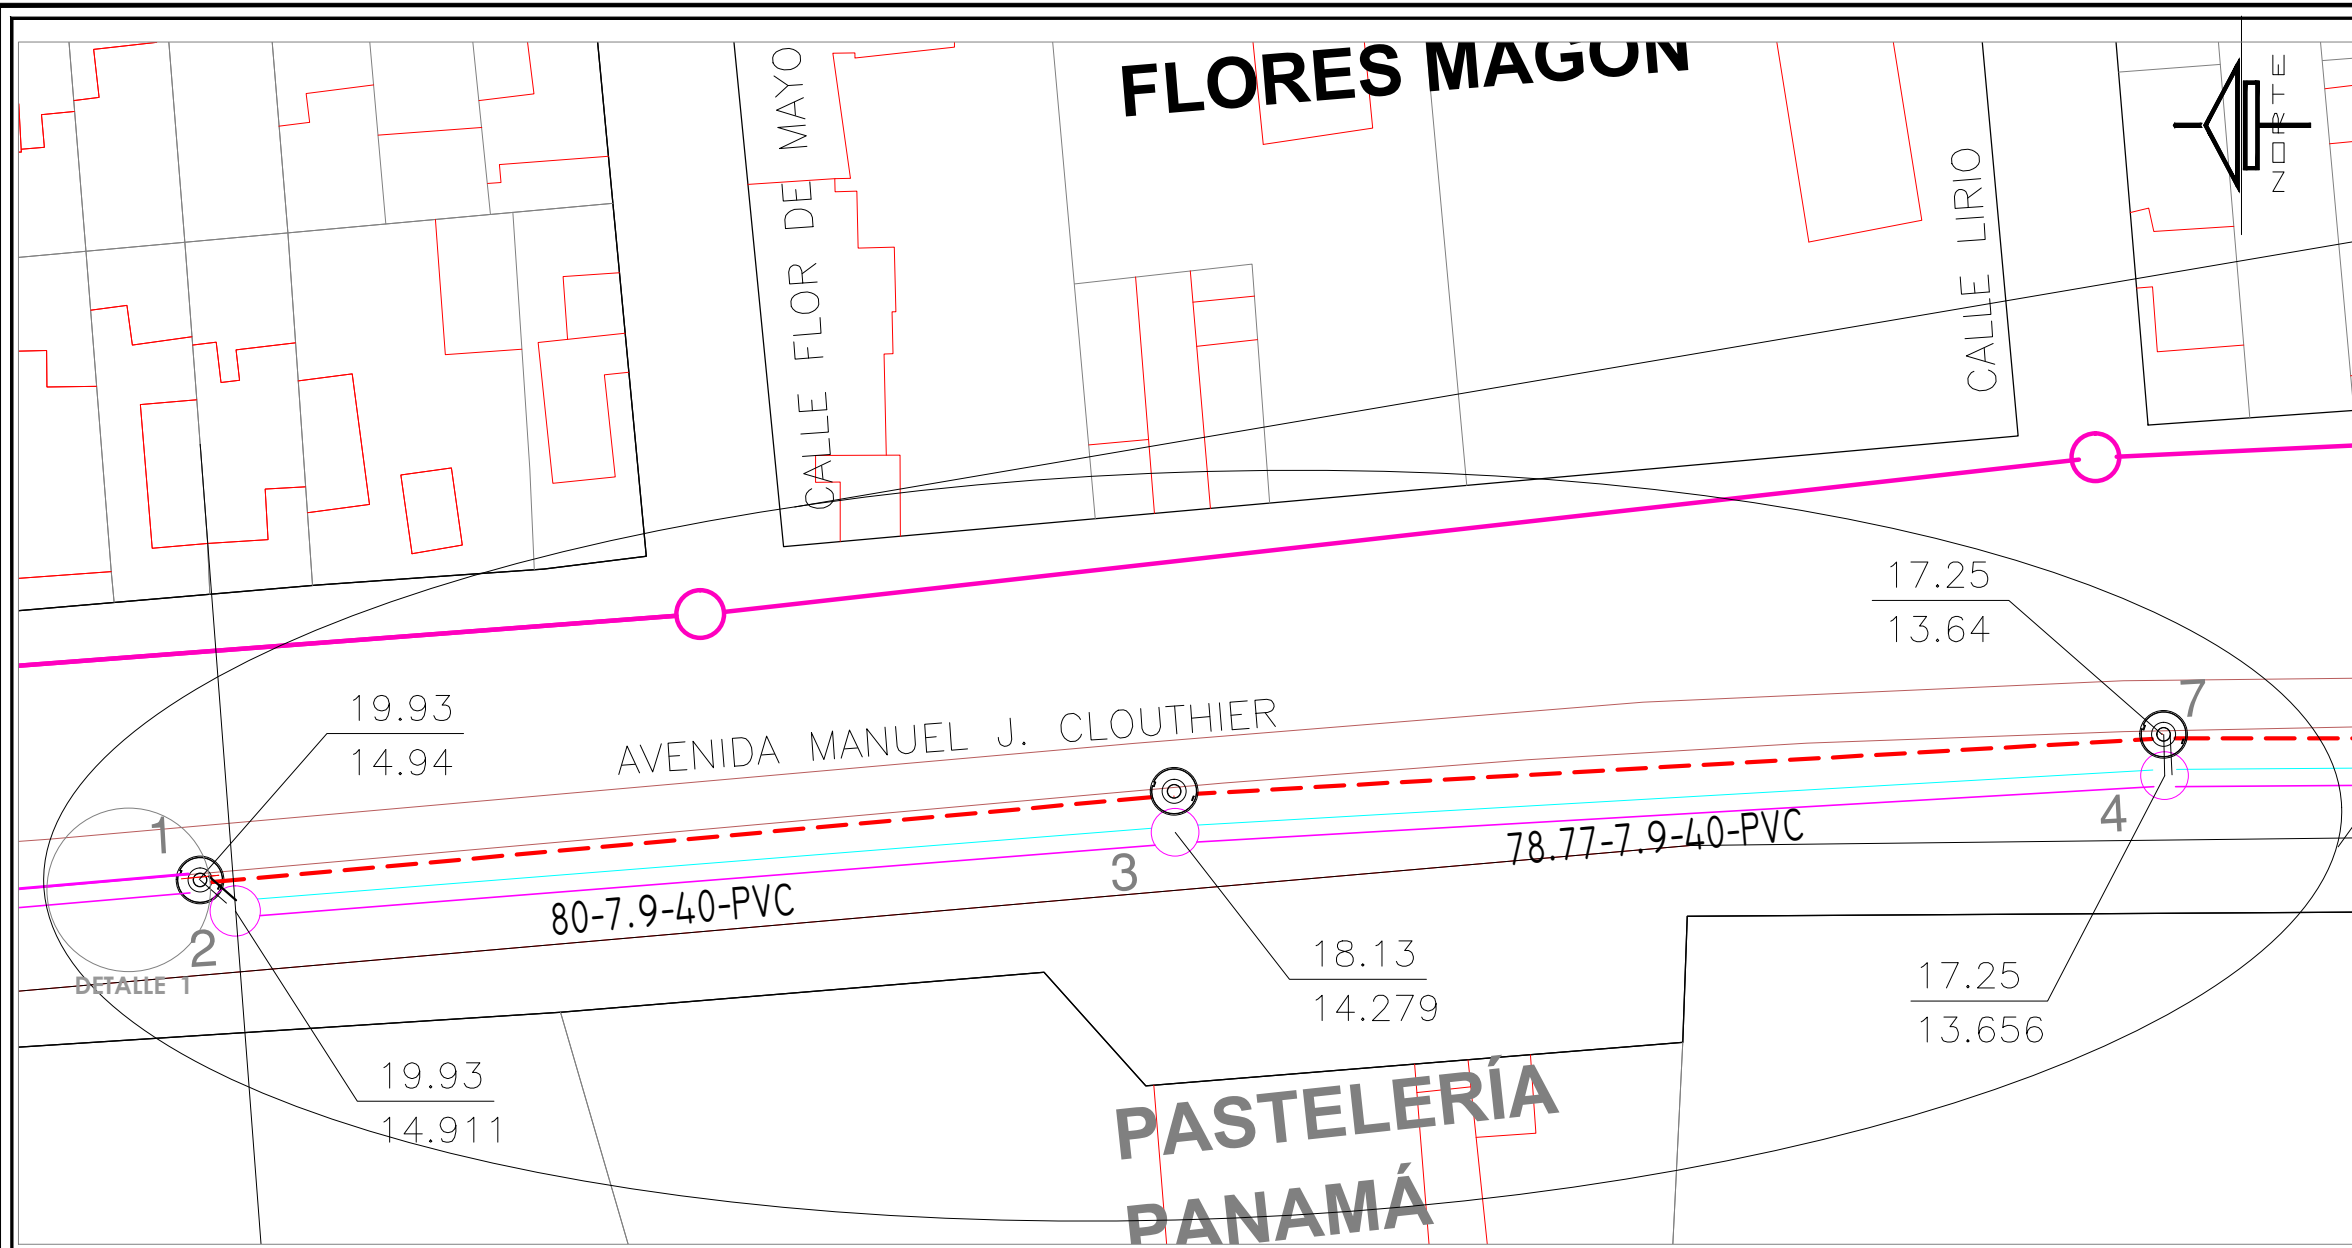 FLORES MAGON
NORTE
CALLE FLOR DE MAYO
CALLE LIRIO
17.25
13.64
19.93
14.94
AVENIDA MANUEL J. CLOUTHIER
7
1
4
78.77-7.9-40-PVC
3
80-7.9-40-PVC
2
DETALLE 1
18.13
14.279
17.25
13.656
19.93
14.911
PASTELERÍA
PANAMÁ